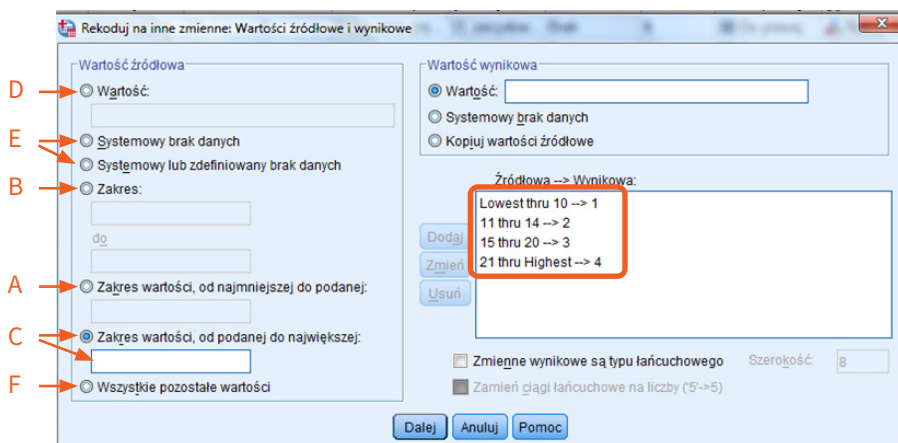 Rekoduj na inne zmienne: Wartości źródłowe i wynikowe
Wartość źródłowa
D
Wartość:
E
Systemowy brak danych
Systemowy lub zdefiniowany brak danych
B
Zakres:
do
A
Zakres wartości, od najmniejszej do podanej:
C
Zakres wartości, od podanej do największej:
F
Wszystkie pozostałe wartości
Wartość wynikowa
Wartość:
Systemowy brak danych
Kopiuj wartości źródłowe
Źródłowa --> Wynikowa:
Dodaj
Zmień
Usuń
Lowest thru 10 --> 1
11 thru 14 --> 2
15 thru 20 --> 3
21 thru Highest --> 4
Zmienne wynikowe są typu łańcuchowego Szerokość: 8
Zamień ciągi łańcuchowe na liczby ('5'->5)
Dalej Anuluj Pomoc